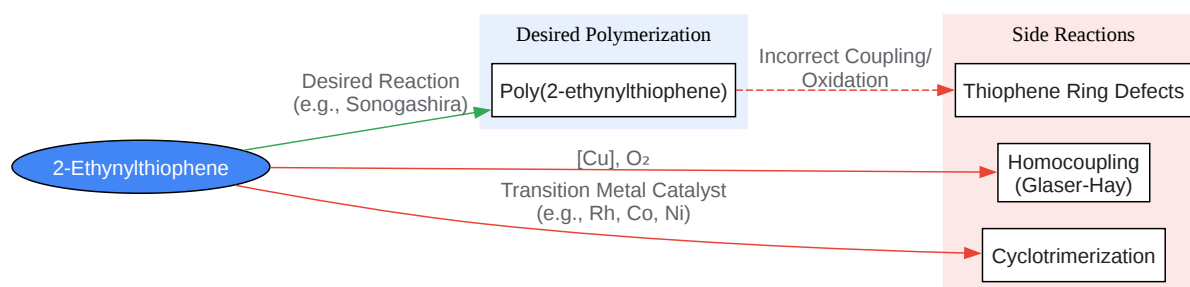 Desired Polymerization
Side Reactions
Incorrect Coupling/
Oxidation
Desired Reaction
(e.g., Sonogashira)
Poly(2-ethynylthiophene)
Thiophene Ring Defects
2-Ethynylthiophene
[Cu], O₂
Homocoupling
(Glaser-Hay)
Transition Metal Catalyst
(e.g., Rh, Co, Ni)
Cyclotrimerization